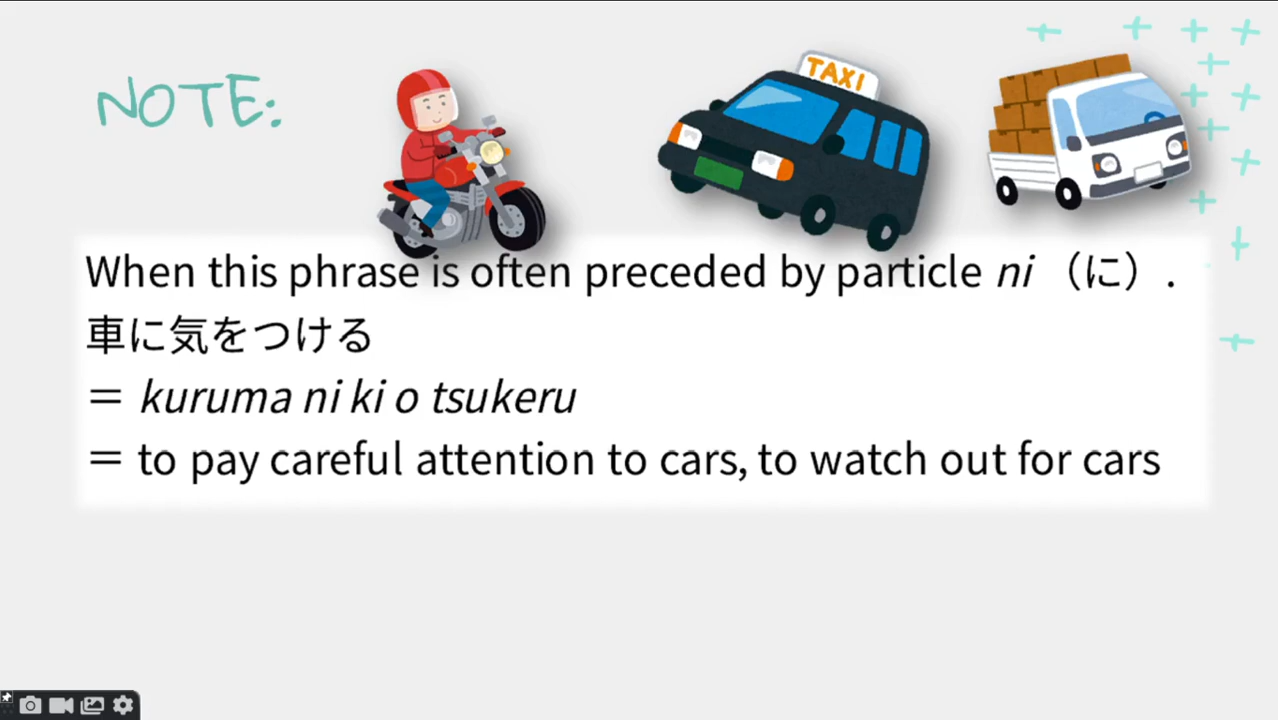 NOTE:
TAXI
When this phrase is often preceded by particle ni （に）.
車に気をつける
＝ kuruma ni ki o tsukeru
＝ to pay careful attention to cars, to watch out for cars